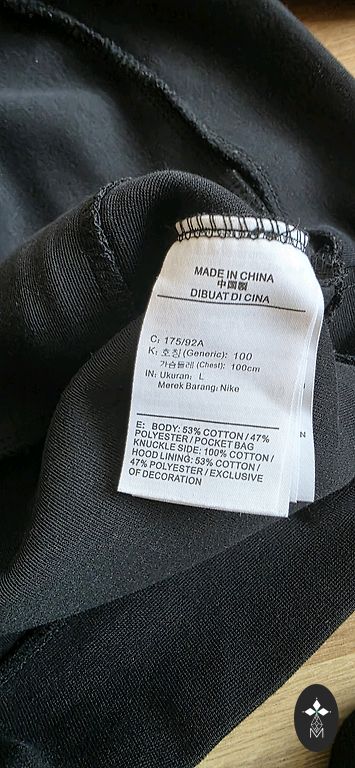 MADE IN CHINA
中国製
DIBUAT DI CINA
C: 175/92A
K: 호칭 (Generic): 100
가슴둘레 (Chest): 100cm
IN: Ukuran: L
Merek Barang: Nike
E: BODY: 53% COTTON / 47%
POLYESTER / POCKET BAG
KNUCKLE SIDE: 100% COTTON /
HOOD LINING: 53% COTTON /
47% POLYESTER / EXCLUSIVE
OF DECORATION
N
M